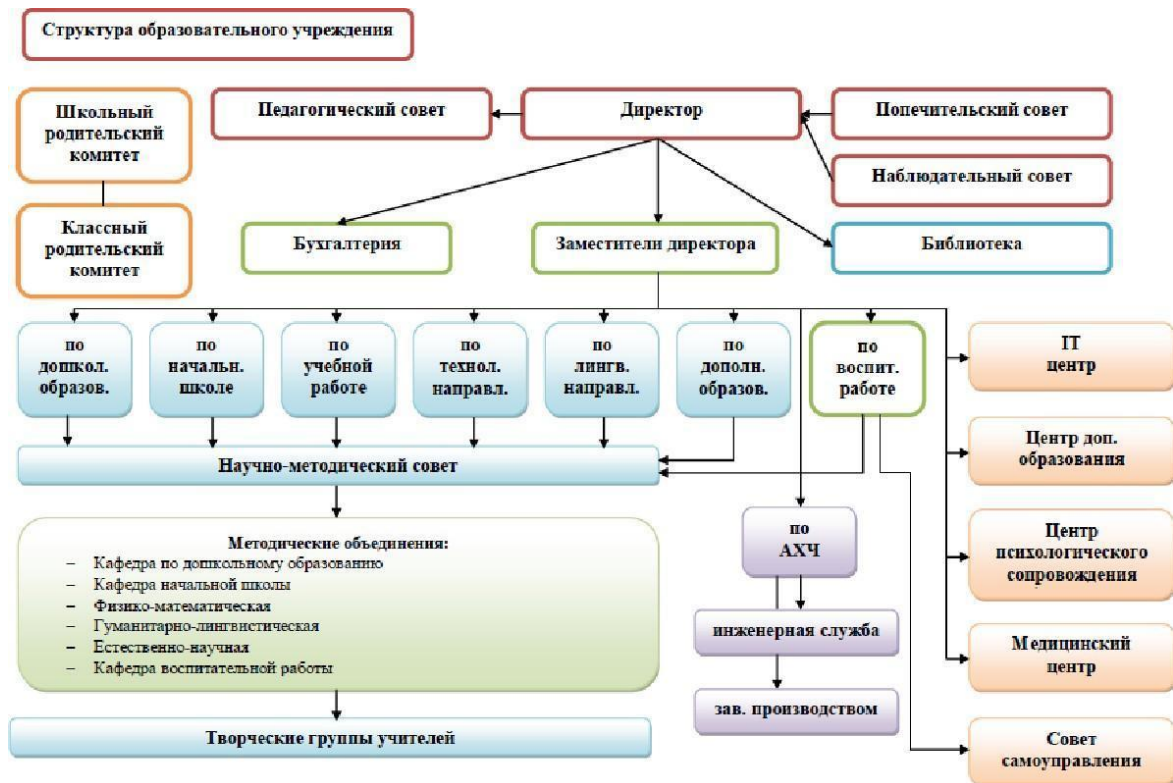 Структура образовательного учреждения
Школьный
родительский
комитет
Педагогический совет
Директор
Попечительский совет
Наблюдательный совет
Классный
родительский
комитет
Бухгалтерия
Заместители директора
Библиотека
по
дошкол.
образов.
по
начальн.
школе
по
учебной
работе
по
технол.
направл.
по
лингв.
направл.
по
дополн.
образов.
по
воспит.
работе
IT
центр
Центр доп.
образования
Центр
психологического
сопровождения
Медицинский
центр
Совет
самоуправления
Научно-методический совет
Методические объединения:
– Кафедра по дошкольному образованию
– Кафедра начальной школы
– Физико-математическая
– Гуманитарно-лингвистическая
– Естественно-научная
– Кафедра воспитательной работы
Творческие группы учителей
по
АХЧ
инженерная служба
зав. производством